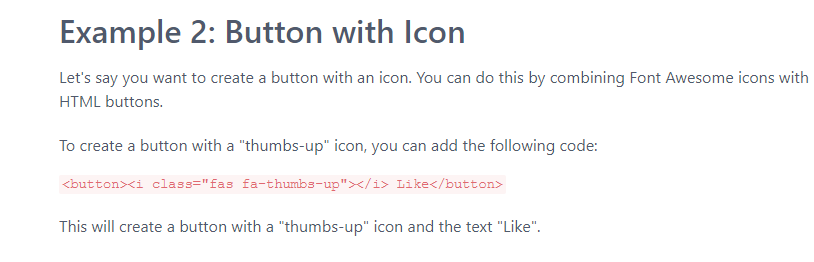 Example 2: Button with Icon
Let's say you want to create a button with an icon. You can do this by combining Font Awesome icons with
HTML buttons.
To create a button with a "thumbs-up" icon, you can add the following code:
<button><i class="fas fa-thumbs-up"></i> Like</button>
This will create a button with a "thumbs-up" icon and the text "Like".